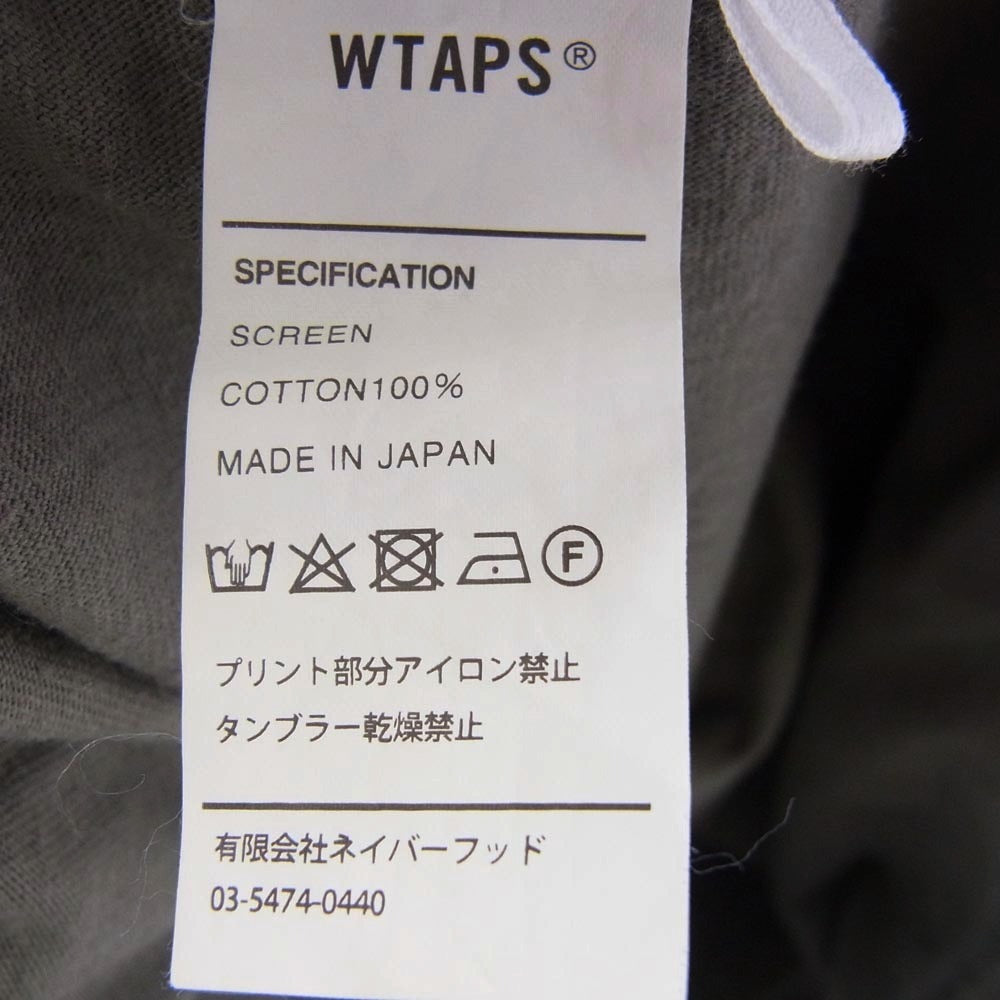 WTAPS®
SPECIFICATION
SCREEN
COTTON100%
MADE IN JAPAN
F
プリント部分アイロン禁止
タンブラー乾燥禁止
有限会社ネイバーフッド
03-5474-0440